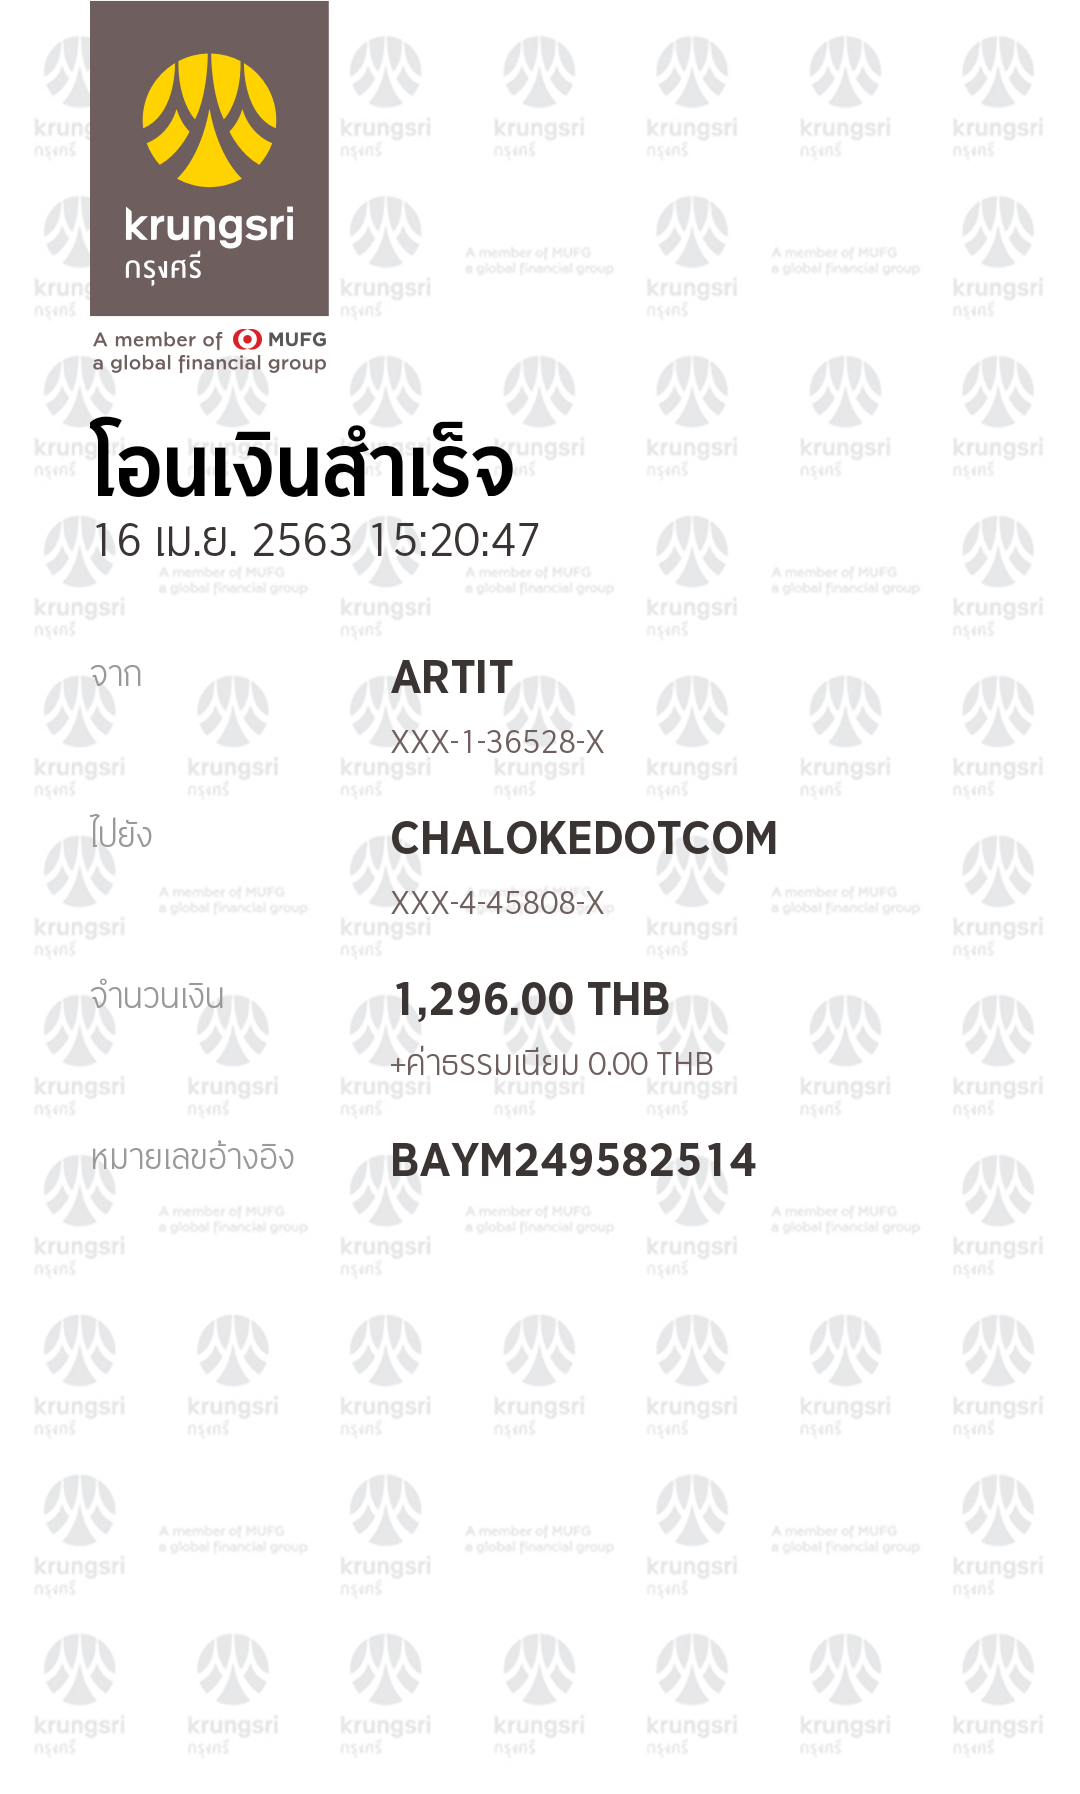 krungsri
กรุงศรี
A member of MUFG
a global financial group
โอนเงินสำเร็จ
16 เม.ย. 2563 15:20:47
จาก
ARTIT
XXX-1-36528-X
ไปยัง
CHALOKEDOTCOM
XXX-4-45808-X
จำนวนเงิน
1,296.00 THB
+ค่าธรรมเนียม 0.00 THB
หมายเลขอ้างอิง
BAYM249582514